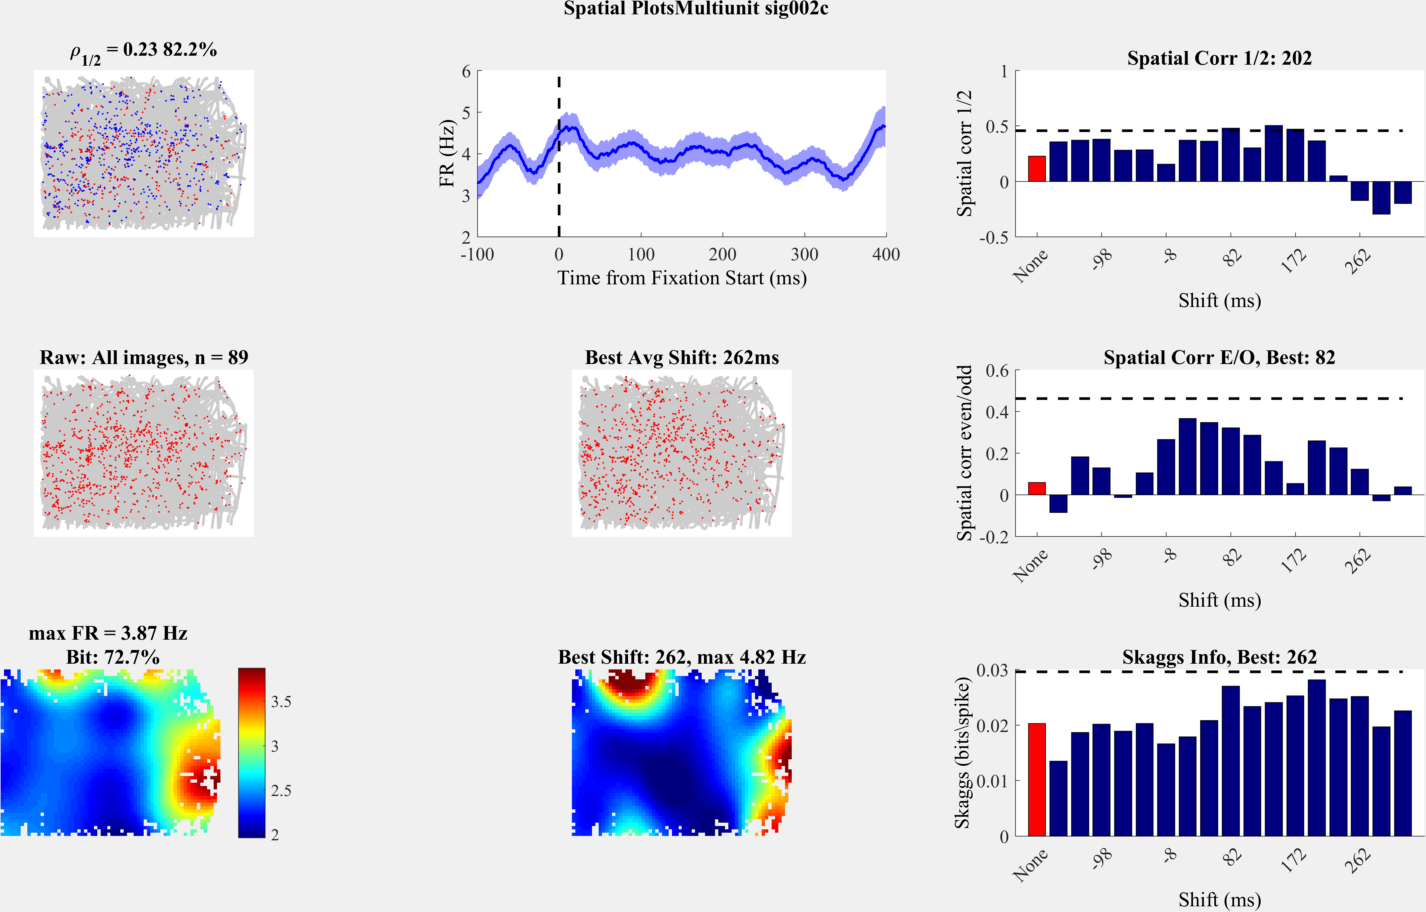 Spatial PlotsMultiunit sig002c
ρ1/2 = 0.23 82.2%
6
5
4
3
2
FR (Hz)
-100
0
100
200
300
400
Time from Fixation Start (ms)
Spatial Corr 1/2: 202
1
0.5
0
-0.5
Spatial corr 1/2
None
-98
-8
82
172
262
Shift (ms)
Raw: All images, n = 89
Best Avg Shift: 262ms
Spatial Corr E/O, Best: 82
0.6
0.4
0.2
0
-0.2
Spatial corr even/odd
None
-98
-8
82
172
262
Shift (ms)
max FR = 3.87 Hz
Bit: 72.7%
3.5
3
2.5
2
Best Shift: 262, max 4.82 Hz
Skaggs Info, Best: 262
0.03
0.02
0.01
0
Skaggs (bits\spike)
None
-98
-8
82
172
262
Shift (ms)